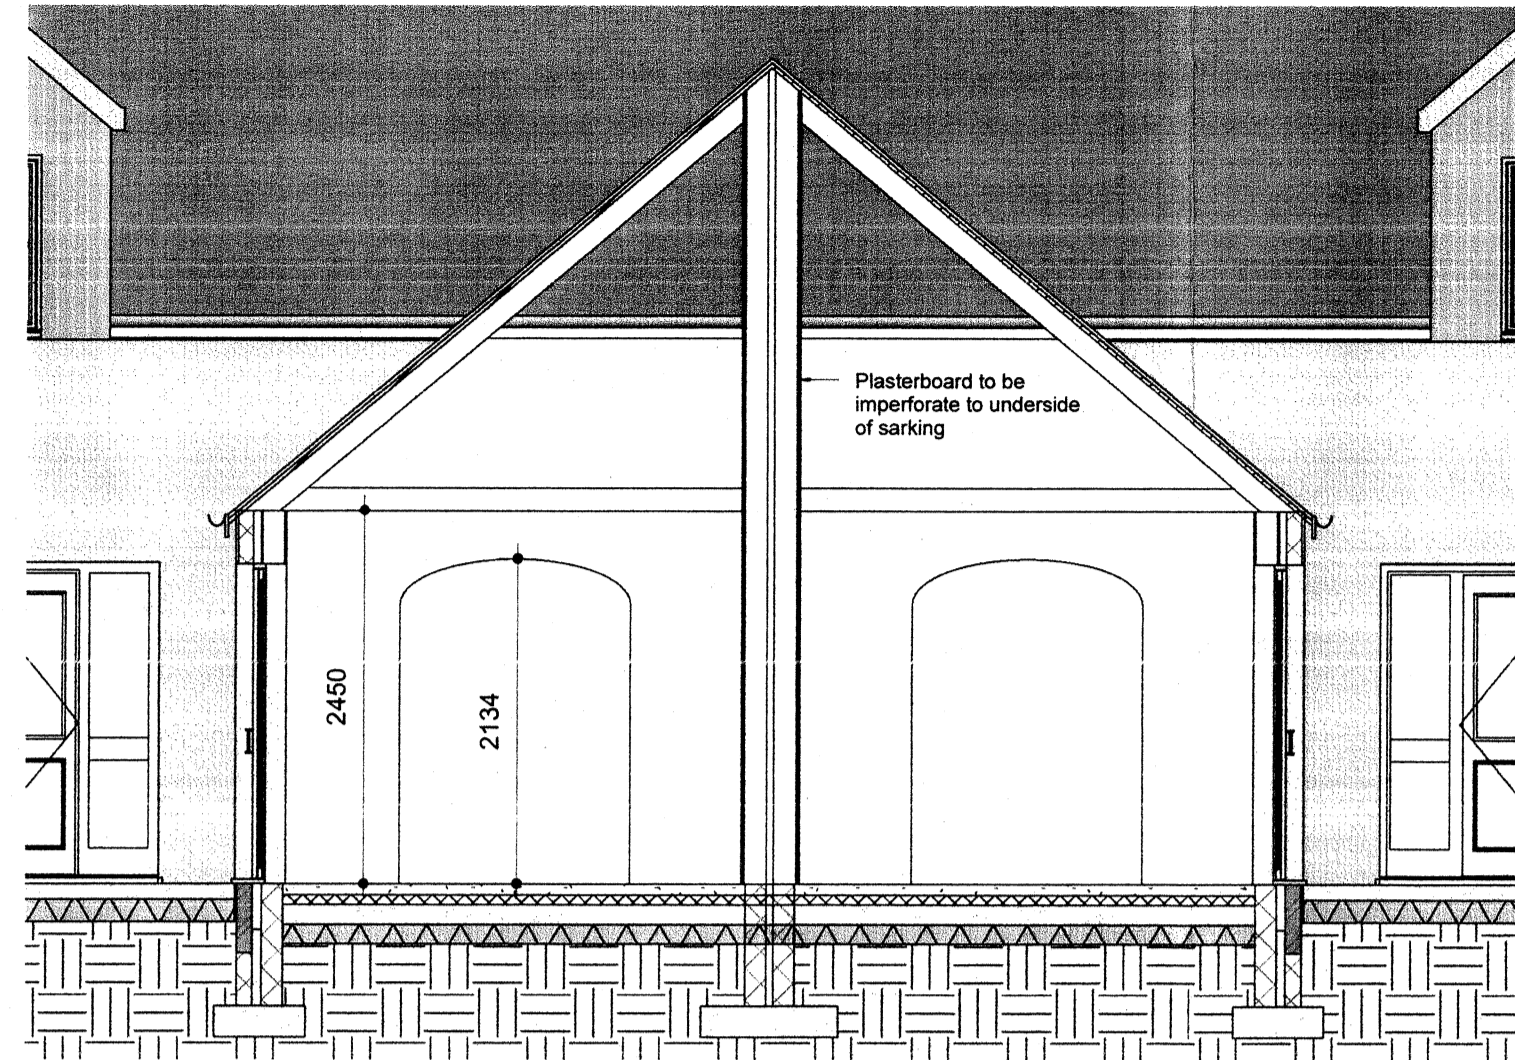 Plasterboard to be
imperforate to underside
of sarking
2450
2134